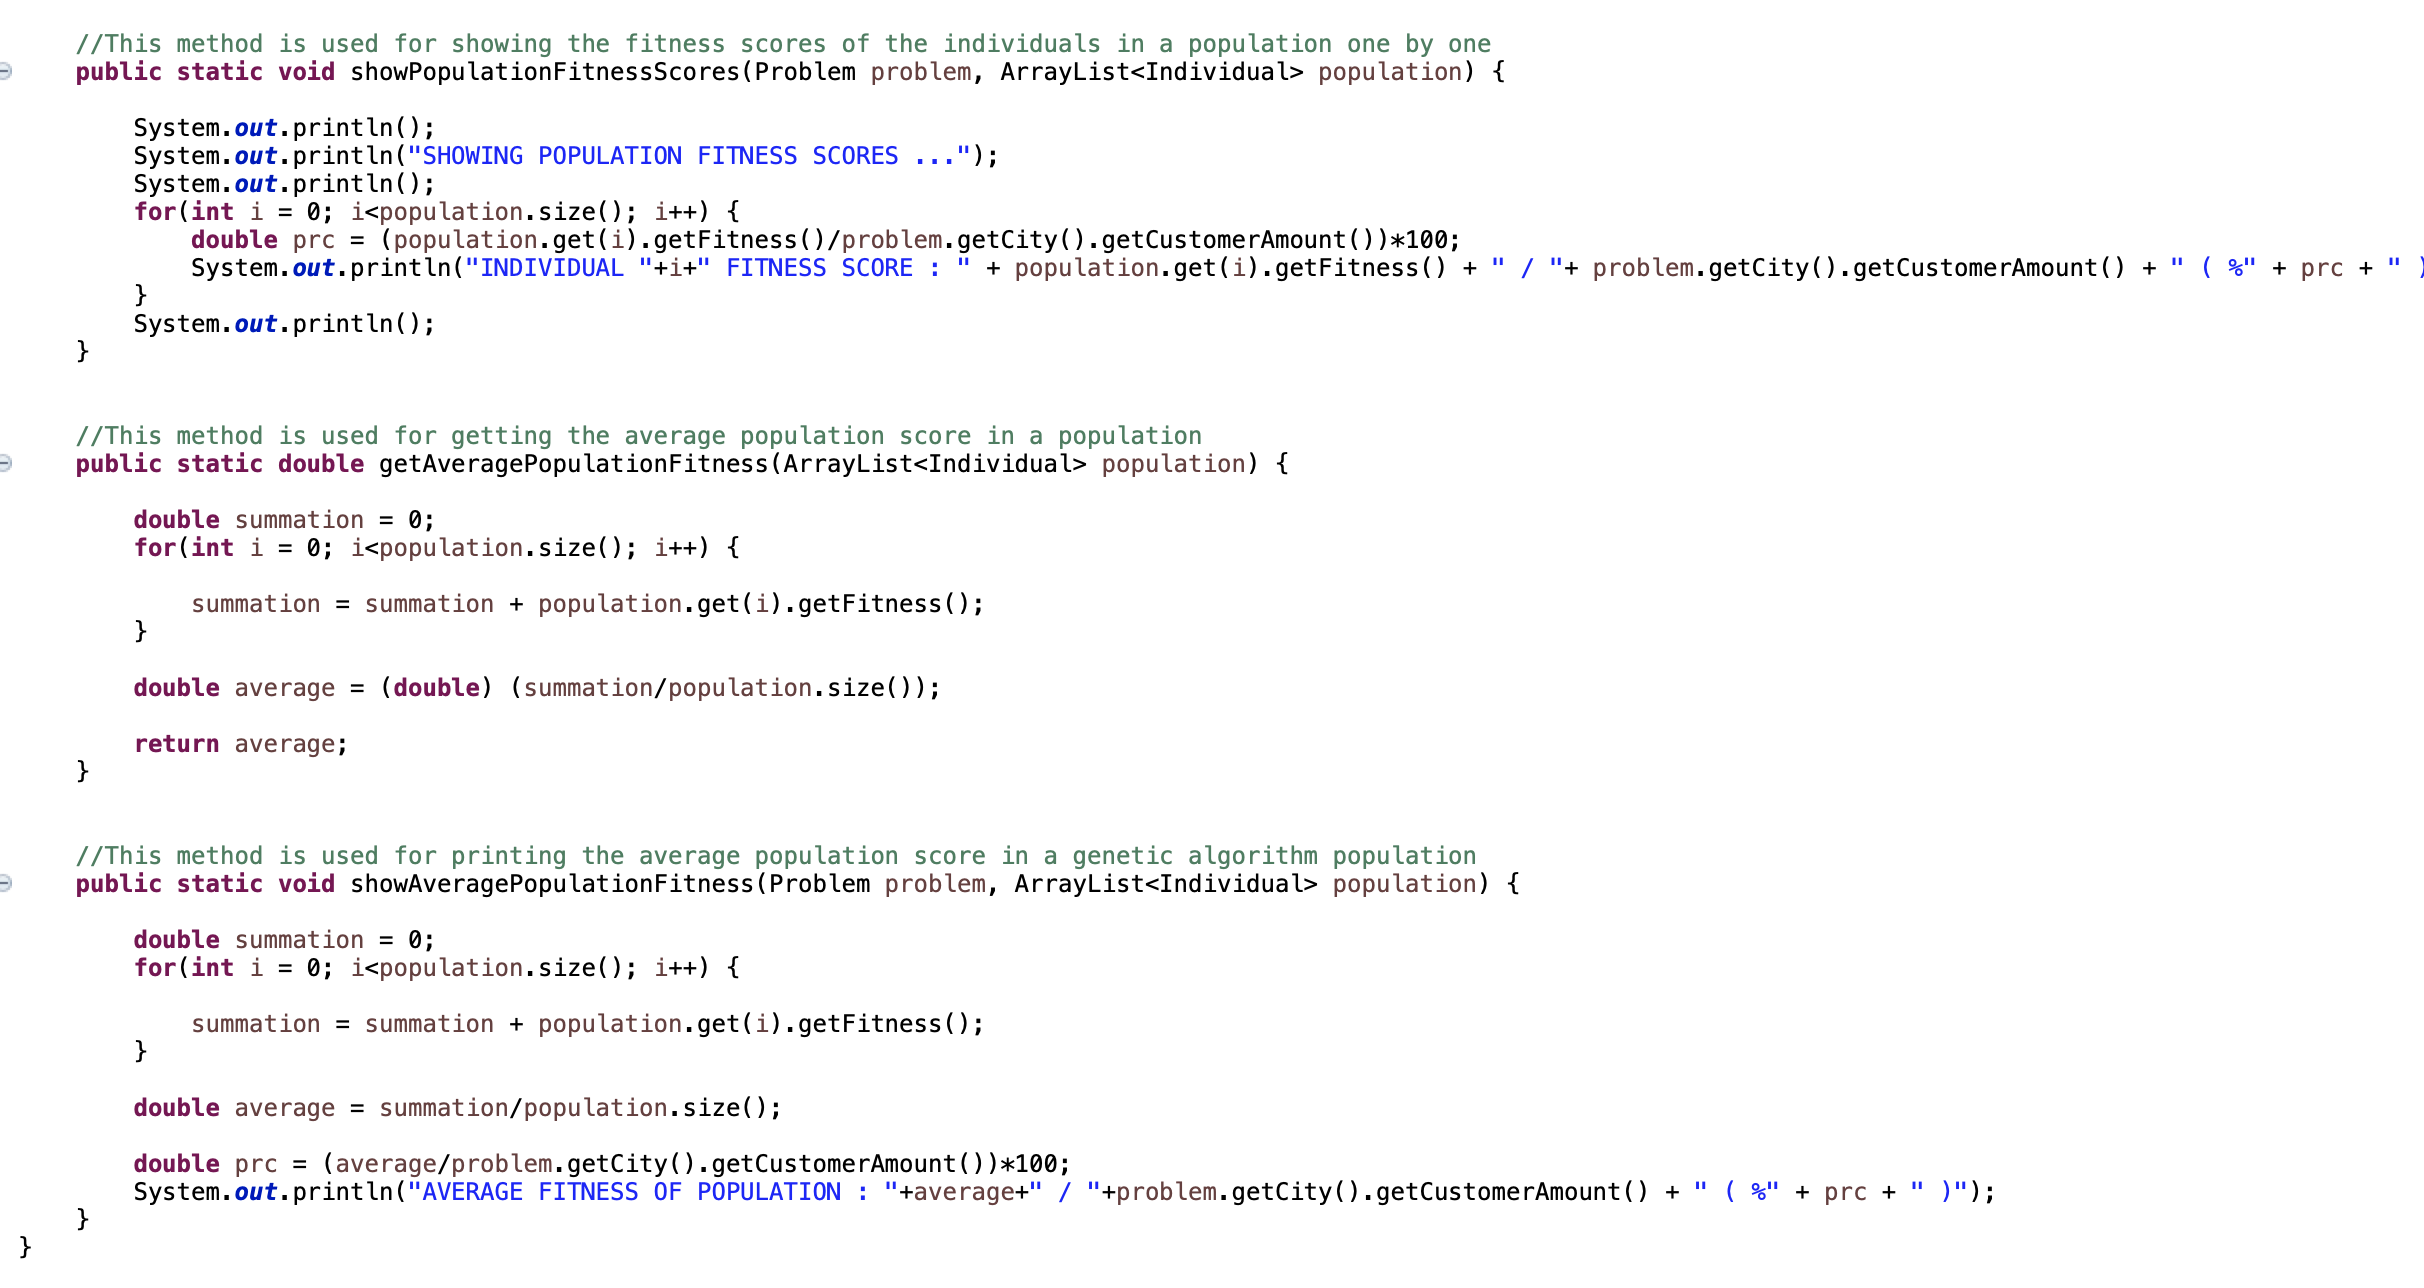 //This method is used for showing the fitness scores of the individuals in a population one by one
public static void showPopulationFitnessScores(Problem problem, ArrayList<Individual> population) {
System.out.println();
System.out.println("SHOWING POPULATION FITNESS SCORES ...");
System.out.println();
for(int i = 0; i<population.size(); i++) {
double prc = (population.get(i).getFitness()/problem.getCity().getCustomerAmount())*100;
System.out.println("INDIVIDUAL "+i+" FITNESS SCORE : " + population.get(i).getFitness() + " / "+ problem.getCity().getCustomerAmount() + " ( %" + prc + " )
}
System.out.println();
}
//This method is used for getting the average population score in a population
public static double getAveragePopulationFitness(ArrayList<Individual> population) {
double summation = 0;
for(int i = 0; i<population.size(); i++) {
summation = summation + population.get(i).getFitness();
}
double average = (double) (summation/population.size());
return average;
}
//This method is used for printing the average population score in a genetic algorithm population
public static void showAveragePopulationFitness(Problem problem, ArrayList<Individual> population) {
double summation = 0;
for(int i = 0; i<population.size(); i++) {
summation = summation + population.get(i).getFitness();
}
double average = summation/population.size();
double prc = (average/problem.getCity().getCustomerAmount())*100;
System.out.println("AVERAGE FITNESS OF POPULATION : "+average+" / "+problem.getCity().getCustomerAmount() + " ( %" + prc + " )");
}
}